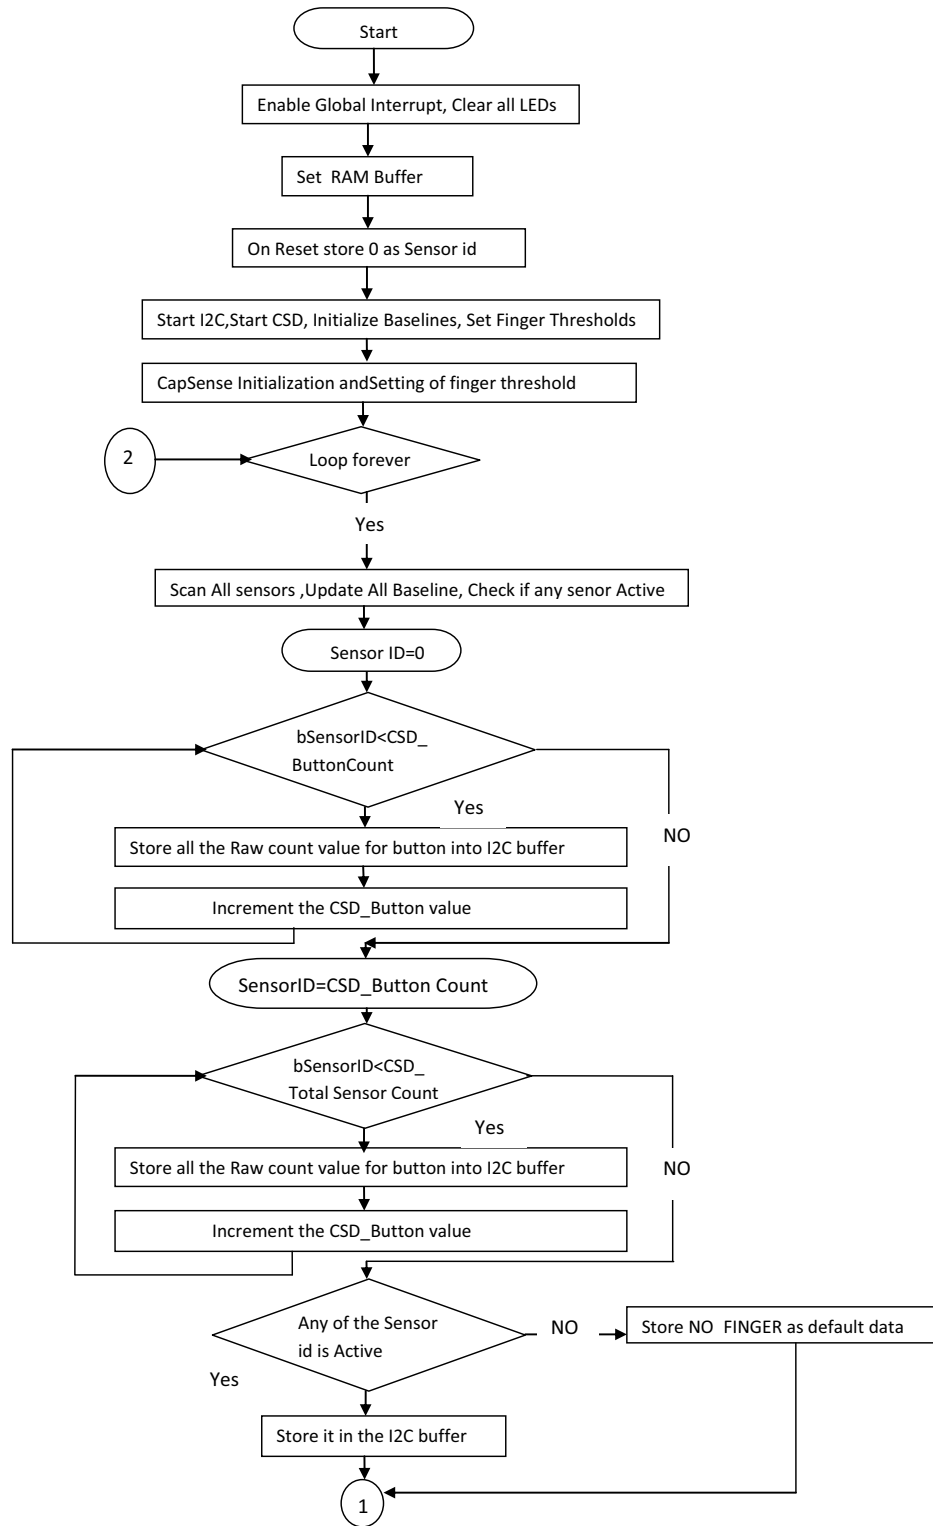 Start
Enable Global Interrupt, Clear all LEDs
Set RAM Buffer
On Reset store 0 as Sensor id
Start I2C,Start CSD, Initialize Baselines, Set Finger Thresholds
CapSense Initialization andSetting of finger threshold
2
Loop forever
Yes
Scan All sensors ,Update All Baseline, Check if any senor Active
Sensor ID=0
bSensorID<CSD_
ButtonCount
Yes
NO
Store all the Raw count value for button into I2C buffer
Increment the CSD_Button value
SensorID=CSD_Button Count
bSensorID<CSD_
Total Sensor Count
Yes
NO
Store all the Raw count value for button into I2C buffer
Increment the CSD_Button value
Any of the Sensor
id is Active
NO
Store NO FINGER as default data
Yes
Store it in the I2C buffer
1